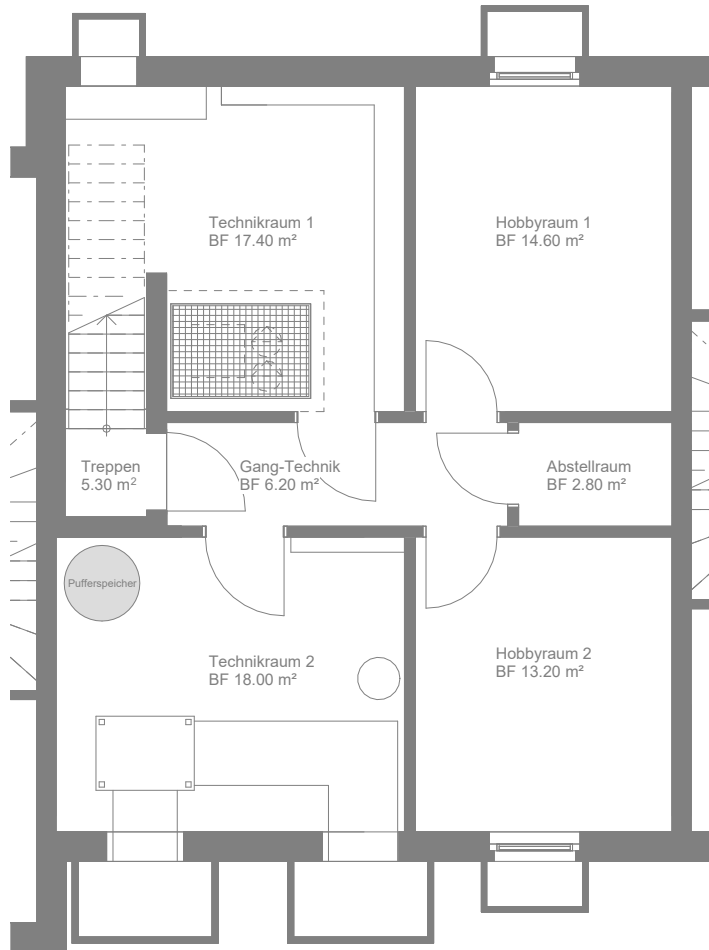 Technikraum 1
BF 17.40 m²
Hobbyraum 1
BF 14.60 m²
Treppen
5.30 m²
Gang-Technik
BF 6.20 m²
Abstellraum
BF 2.80 m²
Pufferspeicher
Technikraum 2
BF 18.00 m²
Hobbyraum 2
BF 13.20 m²